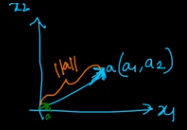 x2
||a||
a(a1, a2)
x1
a